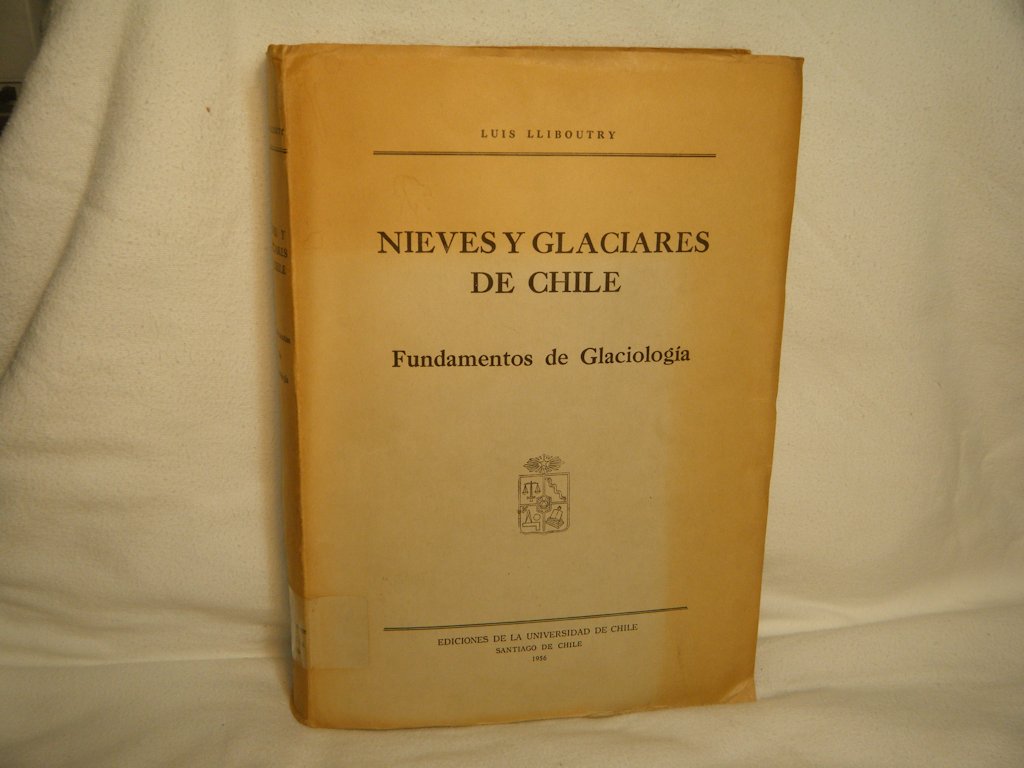 LUIS LLIBOUTRY
NIEVES Y GLACIARES
DE CHILE
Fundamentos de Glaciología
EDICIONES DE LA UNIVERSIDAD DE CHILE
SANTIAGO DE CHILE
1956